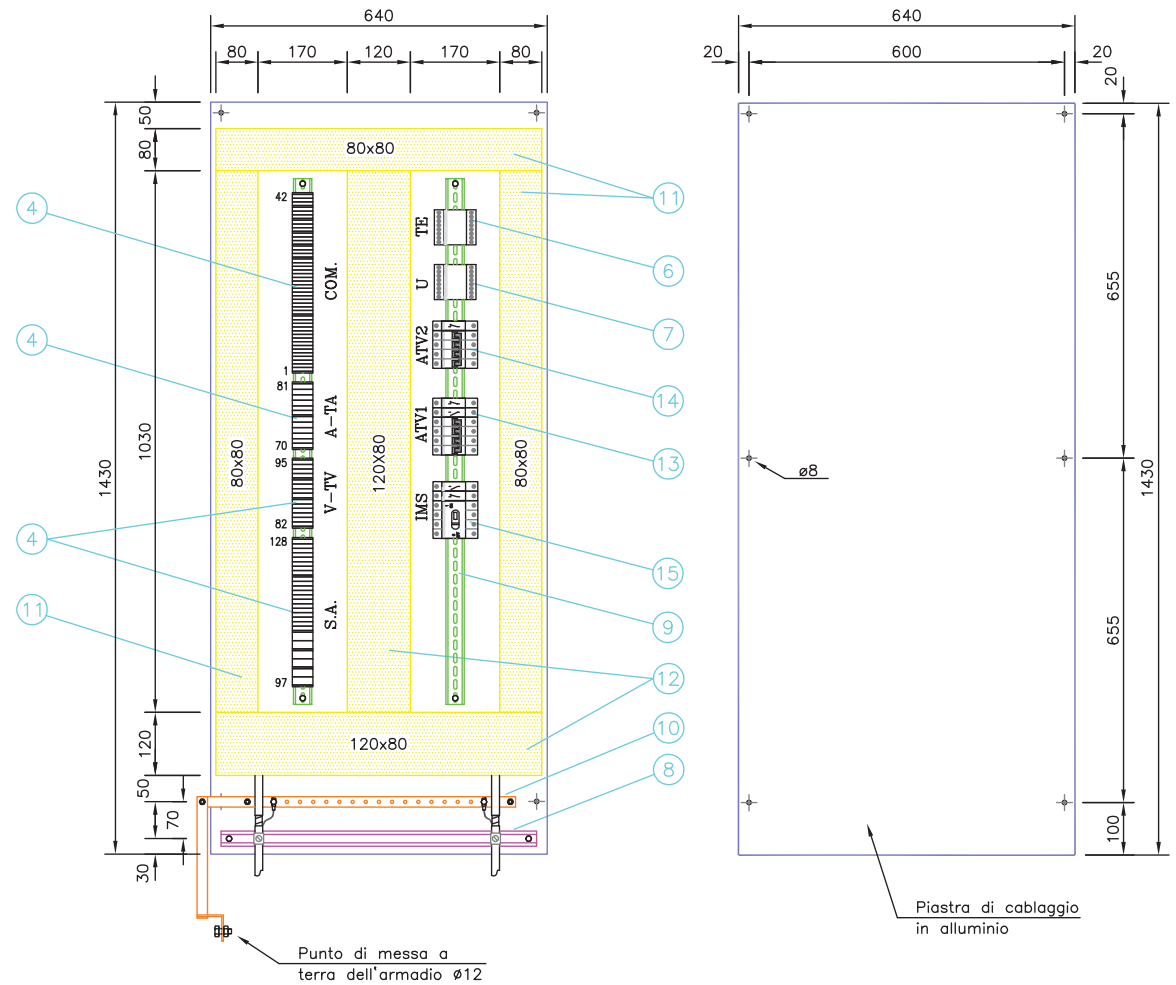 640
640
80 170 120 170 80
20 600 20
20
50
80
80x80
42
4
COM.
TE
11
6
U
7
ATV2
655
4
1
81
A-TA
14
ATV1
70
1030
80x80
120X80
80x80
13
95
V-TV
IMS
ø8
1430
1430
4
82
128
15
11
S.A.
9
655
97
12
120
120x80
10
8
50
70
30
100
Piastra di cablaggio
in alluminio
Punto di messa a
terra dell'armadio ø12